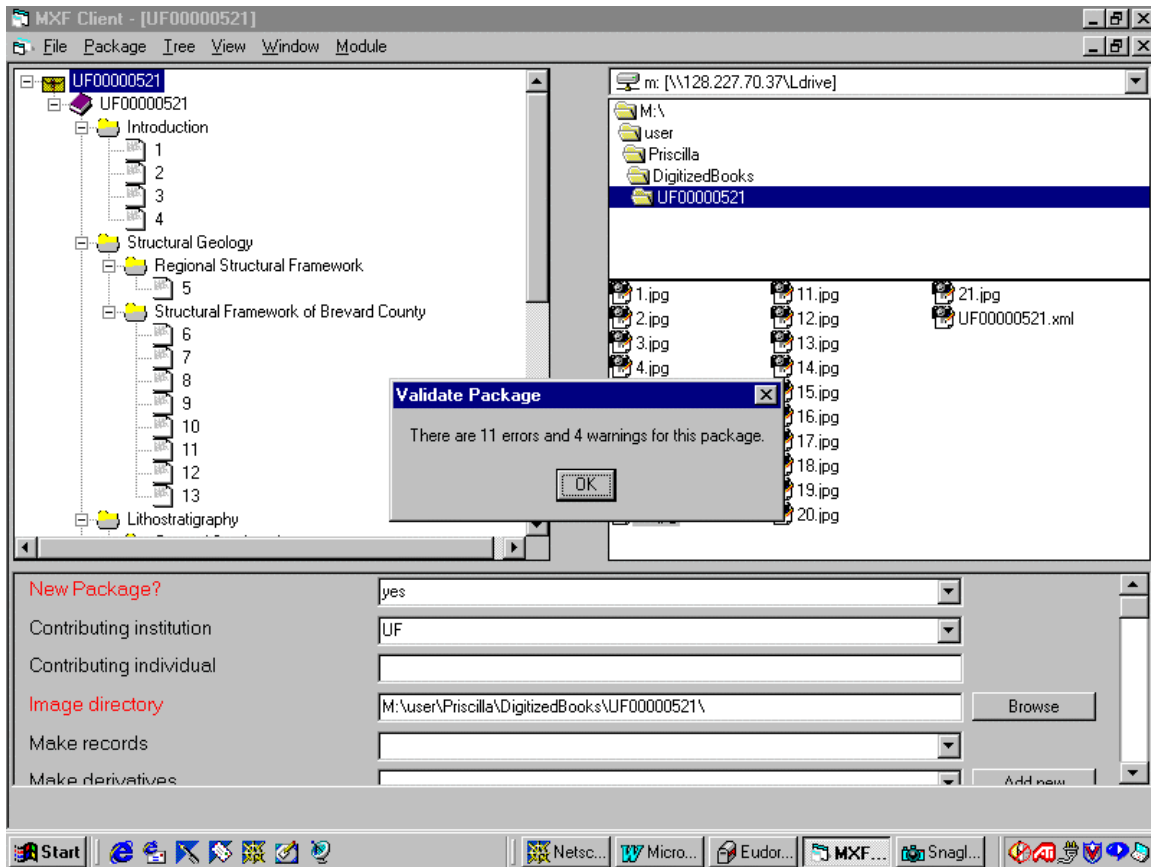 MXF Client - [UF00000521]
File Package Tree View Window Module
UF00000521
UF00000521
Introduction
1
2
3
4
Structural Geology
Regional Structural Framework
5
Structural Framework of Brevard County
6
7
8
9
10
11
12
13
Lithostratigraphy
m: [\\128.227.70.37\Ldrive]
M:\
user
Priscilla
DigitizedBooks
UF00000521
1.jpg
2.jpg
3.jpg
4.jpg
11.jpg
12.jpg
13.jpg
14.jpg
15.jpg
16.jpg
17.jpg
18.jpg
19.jpg
20.jpg
21.jpg
UF00000521.xml
Validate Package
There are 11 errors and 4 warnings for this package.
OK
New Package? yes
Contributing institution UF
Contributing individual
Image directory M:\user\Priscilla\DigitizedBooks\UF00000521\ Browse
Make records
Make derivatives Add new
Start Netsc... Micro... Eudor... MXF... SnagI...